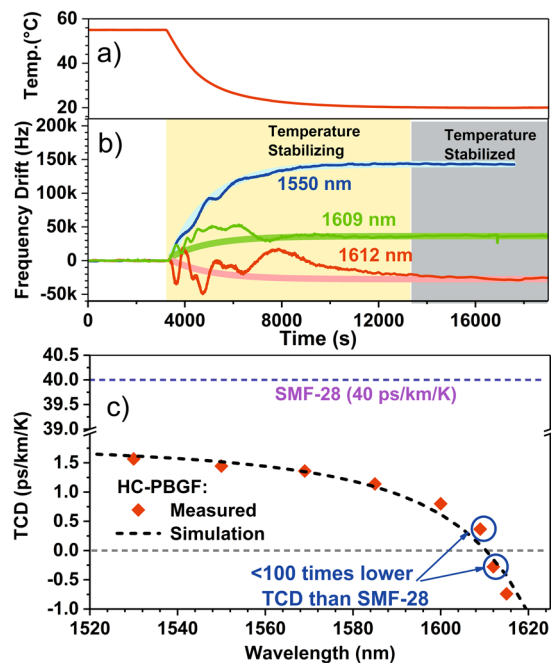 60
40
20
Temp.(°C)
a)
200k
150k
100k
50k
0
-50k
Frequency Drift (Hz)
b)
Temperature
Stabilizing
Temperature
Stabilized
1550 nm
1609 nm
1612 nm
0 4000 8000 12000 16000
Time (s)
40.5
40.0
39.5
39.0
1.5
1.0
0.5
0.0
-0.5
-1.0
TCD (ps/km/K)
c)
SMF-28 (40 ps/km/K)
HC-PBGF:
Measured
Simulation
<100 times lower
TCD than SMF-28
1520 1540 1560 1580 1600 1620
Wavelength (nm)